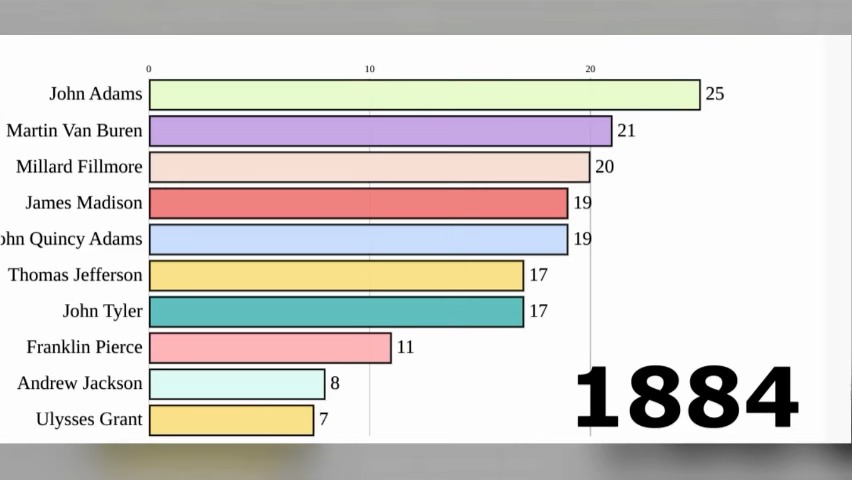 0 10 20
John Adams 25
Martin Van Buren 21
Millard Fillmore 20
James Madison 19
ohn Quincy Adams 19
Thomas Jefferson 17
John Tyler 17
Franklin Pierce 11
Andrew Jackson 8
Ulysses Grant 7
1884